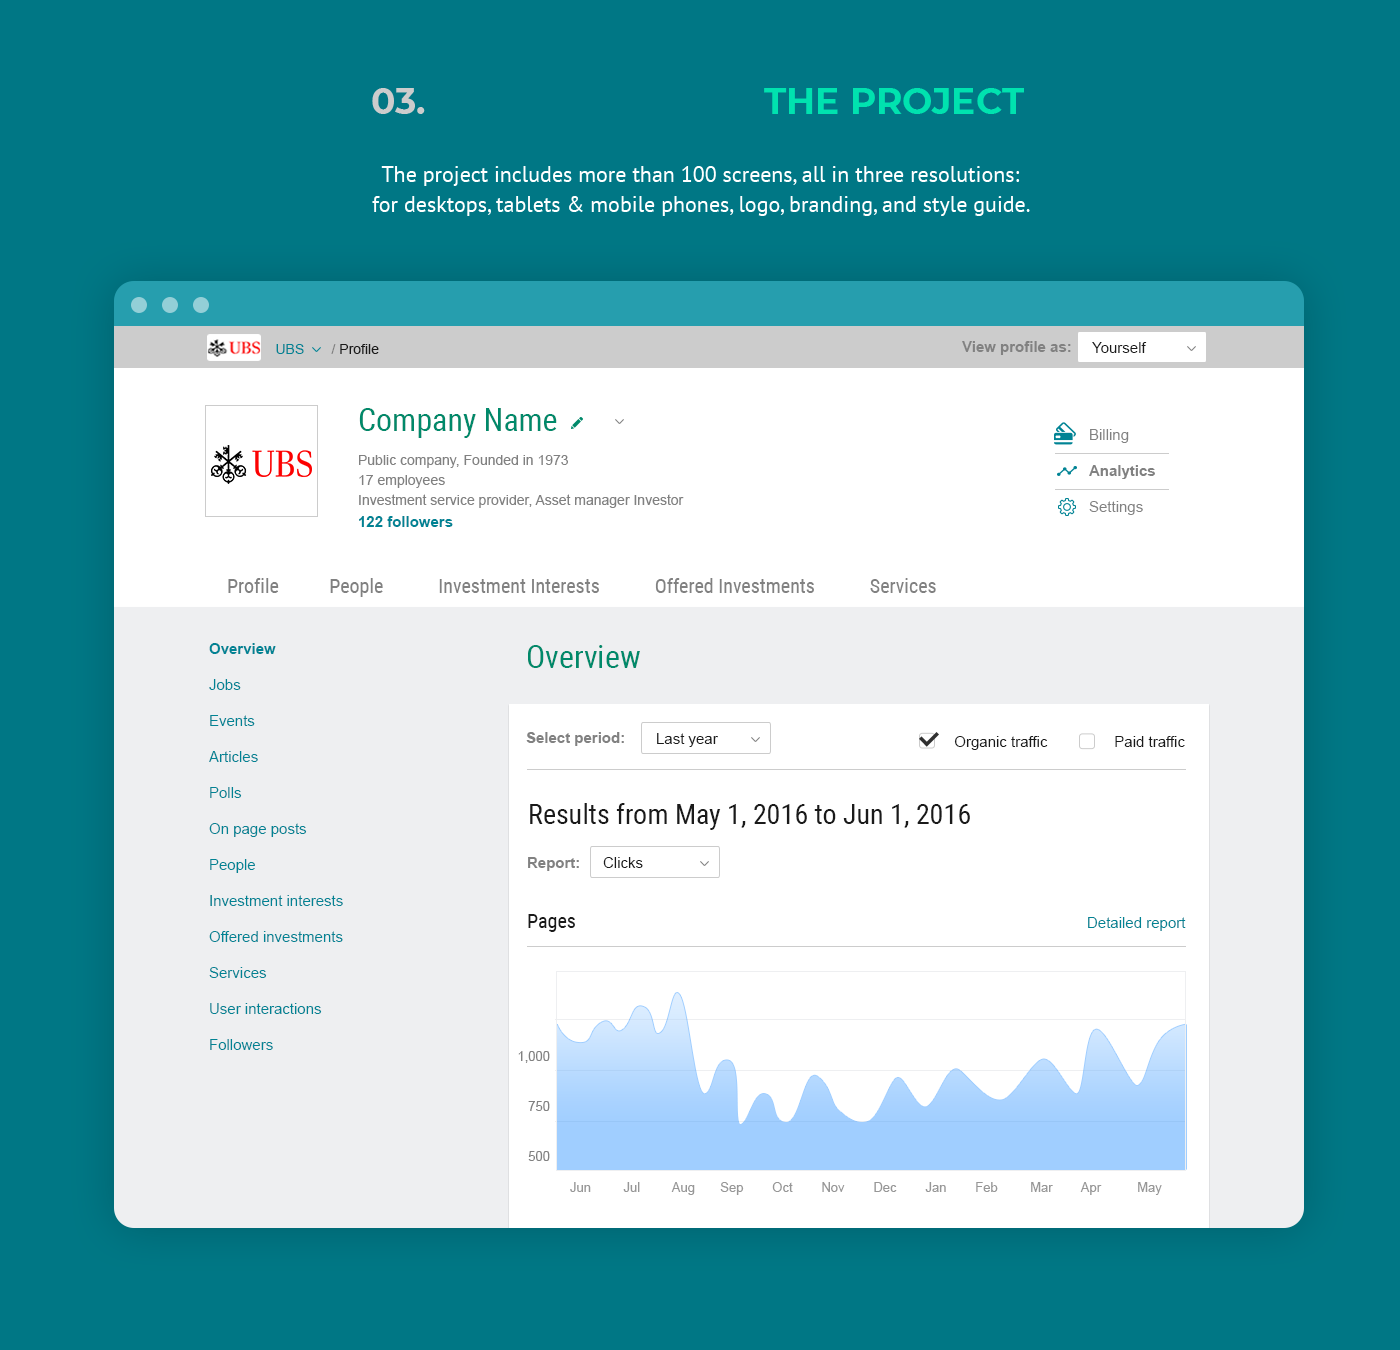 03.
THE PROJECT
The project includes more than 100 screens, all in three resolutions:
for desktops, tablets & mobile phones, logo, branding, and style guide.
UBS UBS / Profile
View profile as: Yourself
UBS
Company Name
Public company, Founded in 1973
17 employees
Investment service provider, Asset manager Investor
122 followers
Billing
Analytics
Settings
Profile People Investment Interests Offered Investments Services
Overview
Jobs
Events
Articles
Polls
On page posts
People
Investment interests
Offered investments
Services
User interactions
Followers
Overview
Select period: Last year Organic traffic Paid traffic
Results from May 1, 2016 to Jun 1, 2016
Report: Clicks
Pages Detailed report
1,000
750
500
Jun Jul Aug Sep Oct Nov Dec Jan Feb Mar Apr May